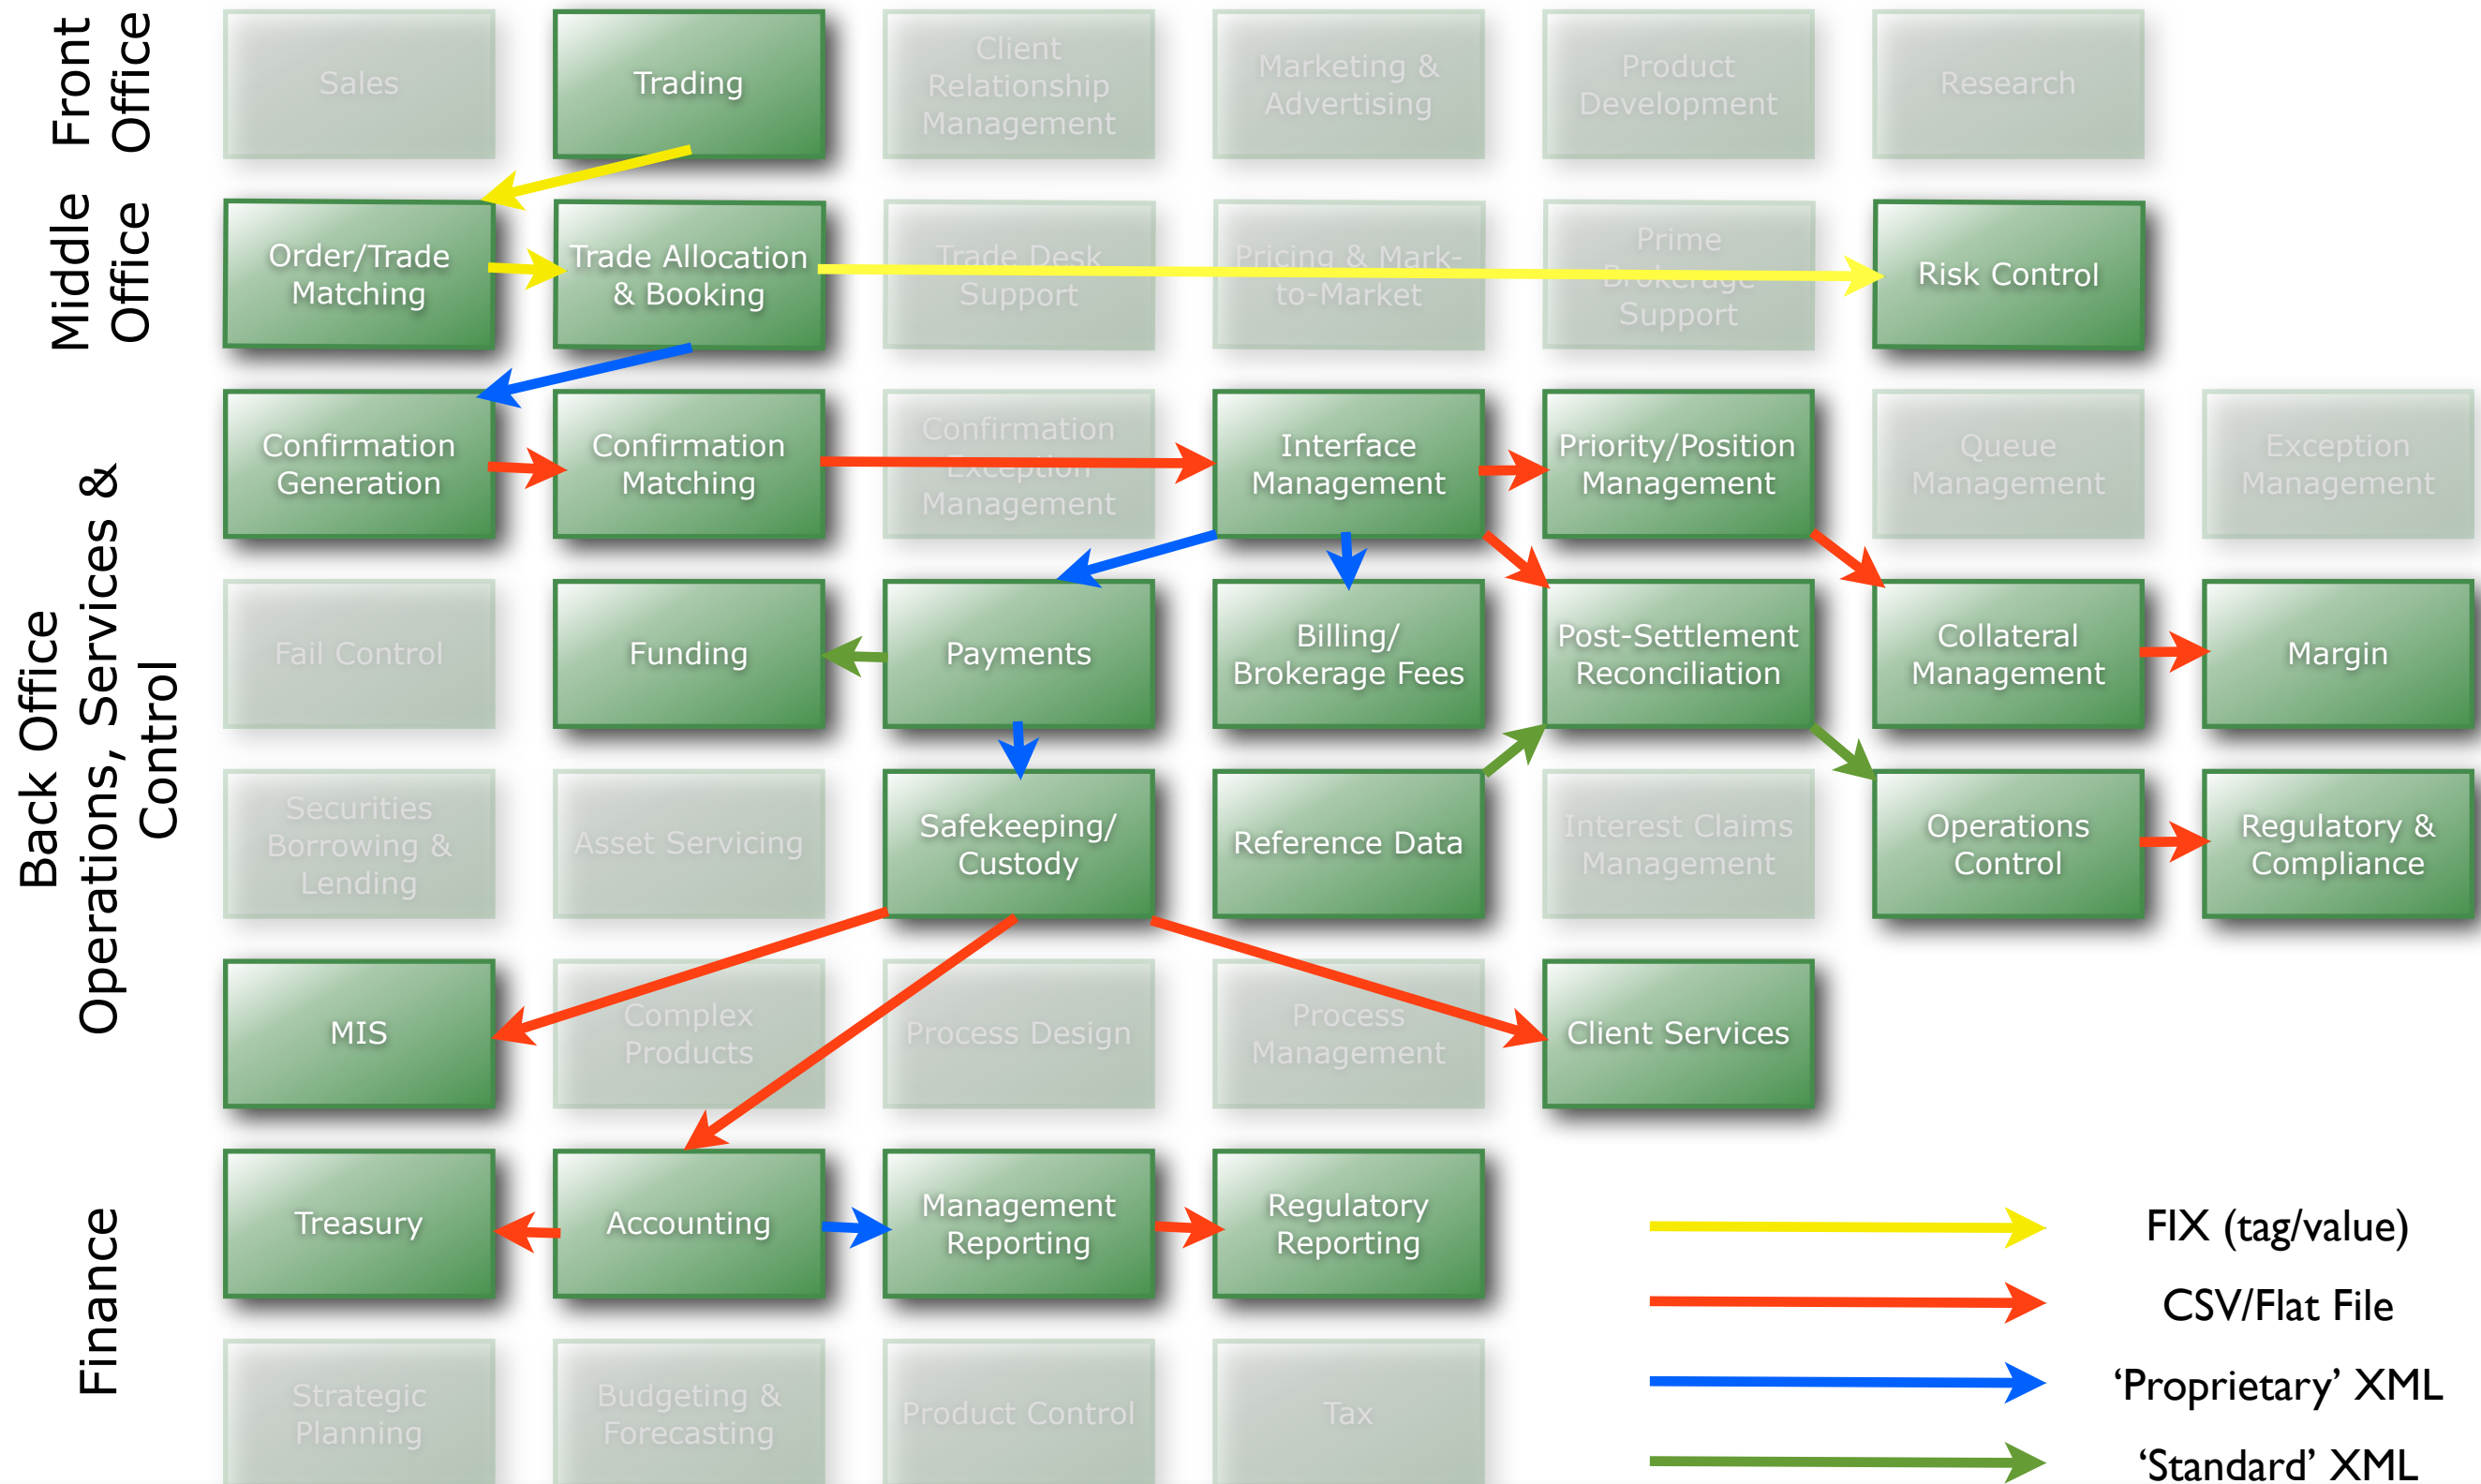 Front
Office
Sales
Trading
Client
Relationship
Management
Marketing &
Advertising
Product
Development
Research
Middle
Office
Order/Trade
Matching
Trade Allocation
& Booking
Trade Desk
Support
Pricing & Mark-
to-Market
Prime
Brokerage
Support
Risk Control
Back Office
Operations, Services &
Control
Confirmation
Generation
Confirmation
Matching
Confirmation
Exception
Management
Interface
Management
Priority/Position
Management
Queue
Management
Exception
Management
Fail Control
Funding
Payments
Billing/
Brokerage Fees
Post-Settlement
Reconciliation
Collateral
Management
Margin
Securities
Borrowing &
Lending
Asset Servicing
Safekeeping/
Custody
Reference Data
Interest Claims
Management
Operations
Control
Regulatory &
Compliance
MIS
Complex
Products
Process Design
Process
Management
Client Services
Finance
Treasury
Accounting
Management
Reporting
Regulatory
Reporting
Strategic
Planning
Budgeting &
Forecasting
Product Control
Tax
FIX (tag/value)
CSV/Flat File
‘Proprietary’ XML
‘Standard’ XML